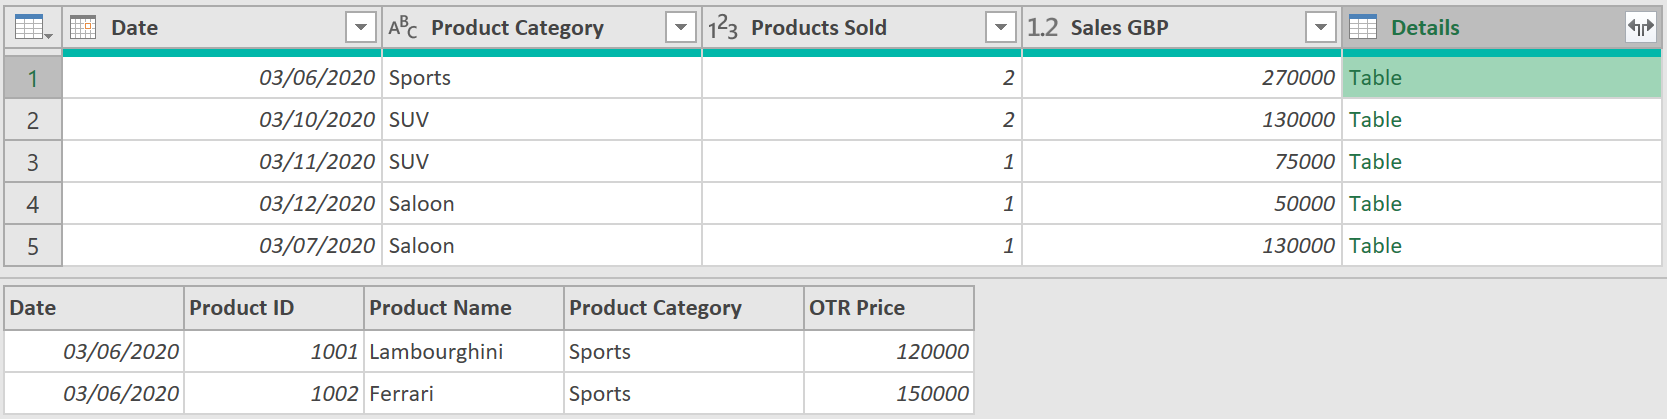 Date ABC Product Category 123 Products Sold 1.2 Sales GBP Details
1 03/06/2020 Sports 2 270000 Table
2 03/10/2020 SUV 2 130000 Table
3 03/11/2020 SUV 1 75000 Table
4 03/12/2020 Saloon 1 50000 Table
5 03/07/2020 Saloon 1 130000 Table
Date Product ID Product Name Product Category OTR Price
03/06/2020 1001 Lambourghini Sports 120000
03/06/2020 1002 Ferrari Sports 150000